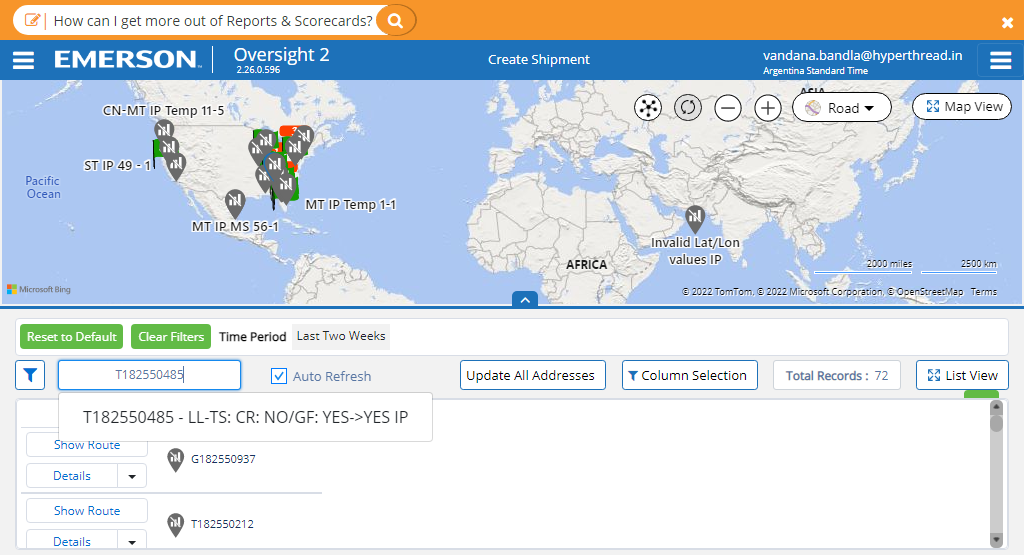 How can I get more out of Reports & Scorecards?
EMERSON
Oversight 2
2.26.0.596
Create Shipment
vandana.bandla@hyperthread.in
Argentina Standard Time
ASIA
CN-MT IP Temp 11-5
Road
Map View
ST IP 49 - 1
Pacific
Ocean
MT IP Temp 1-1
MT IP MS 56-1
Invalid Lat/Lon
values IP
AFRICA
2000 miles
2500 km
Microsoft Bing
© 2022 TomTom, © 2022 Microsoft Corporation, © OpenStreetMap Terms
Reset to Default
Clear Filters
Time Period
Last Two Weeks
T182550485
Auto Refresh
Update All Addresses
Column Selection
Total Records : 72
List View
T182550485 - LL-TS: CR: NO/GF: YES->YES IP
Show Route
Details
G182550937
Show Route
Details
T182550212